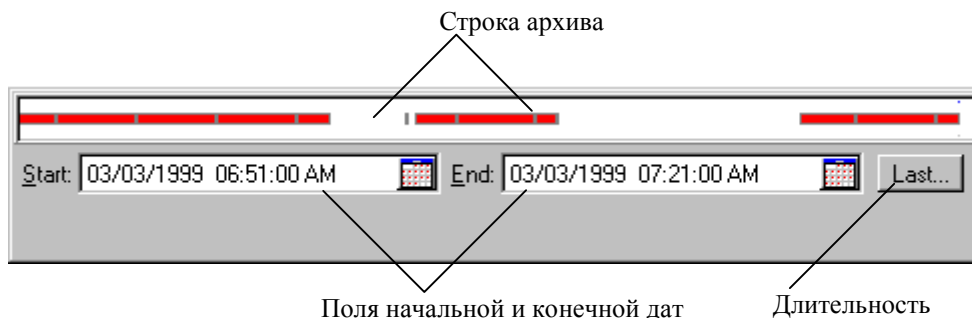 Строка архива
Start: 03/03/1999 06:51:00 AM End: 03/03/1999 07:21:00 AM Last...
Поля начальной и конечной дат Длительность